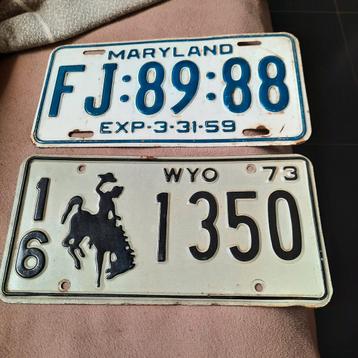 MARYLAND
FJ:89:88
EXP-3-31-59
WYO 73
16 1350